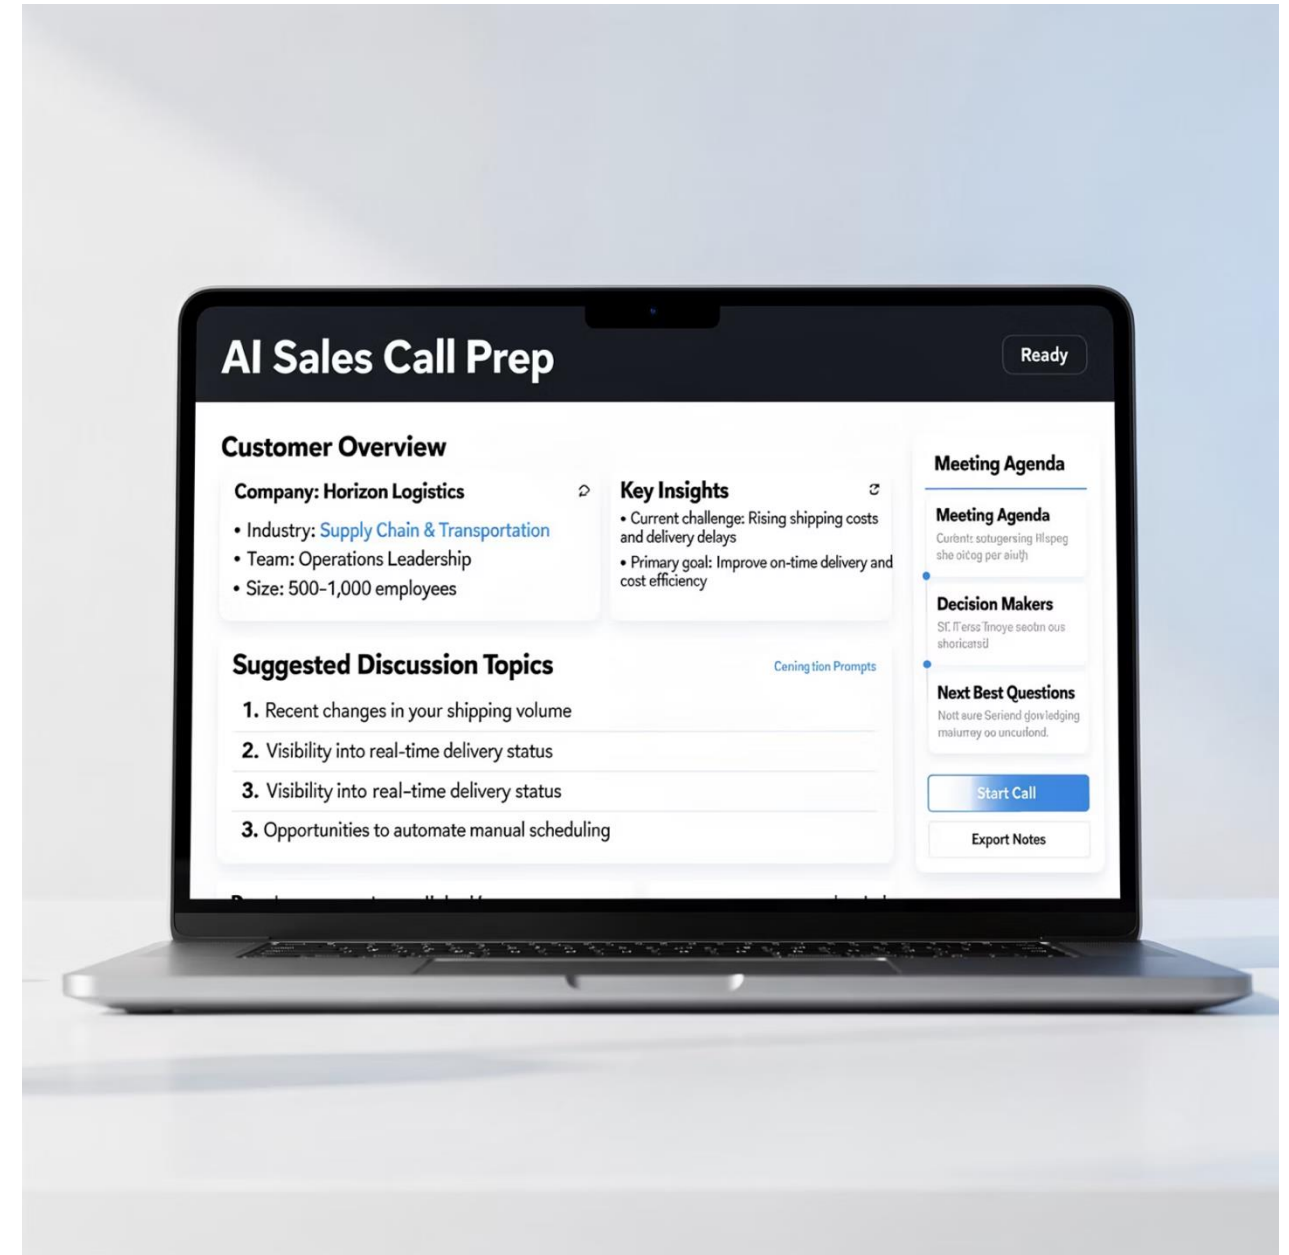 AI Sales Call Prep
Ready
Customer Overview
Company: Horizon Logistics
• Industry: Supply Chain & Transportation
• Team: Operations Leadership
• Size: 500-1,000 employees
Key Insights
• Current challenge: Rising shipping costs
and delivery delays
• Primary goal: Improve on-time delivery and
cost efficiency
Suggested Discussion Topics
Cening tion Prompts
1. Recent changes in your shipping volume
2. Visibility into real-time delivery status
3. Visibility into real-time delivery status
3. Opportunities to automate manual scheduling
Meeting Agenda
Meeting Agenda
she per
Decision Makers
Next Best Questions
Start Call
Export Notes